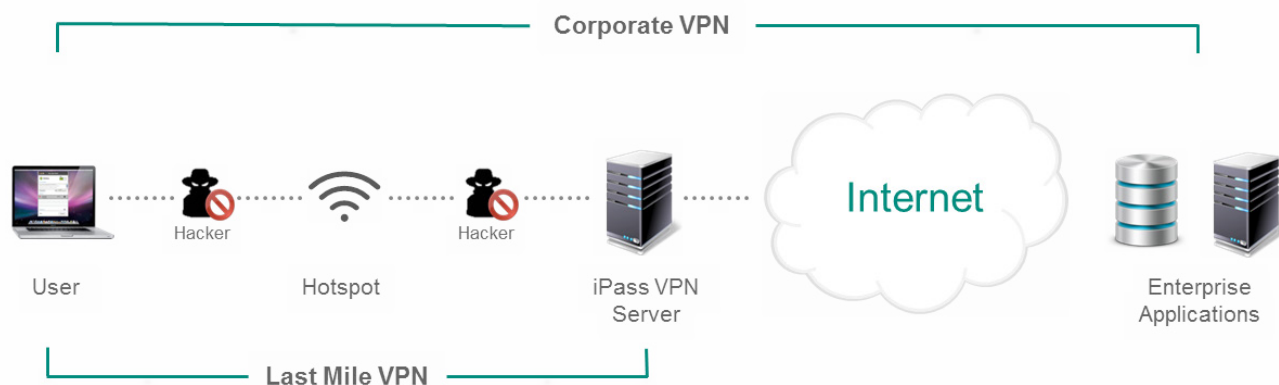 Corporate VPN
Internet
Hacker
Hacker
User
Hotspot
iPass VPN
Server
Enterprise
Applications
Last Mile VPN